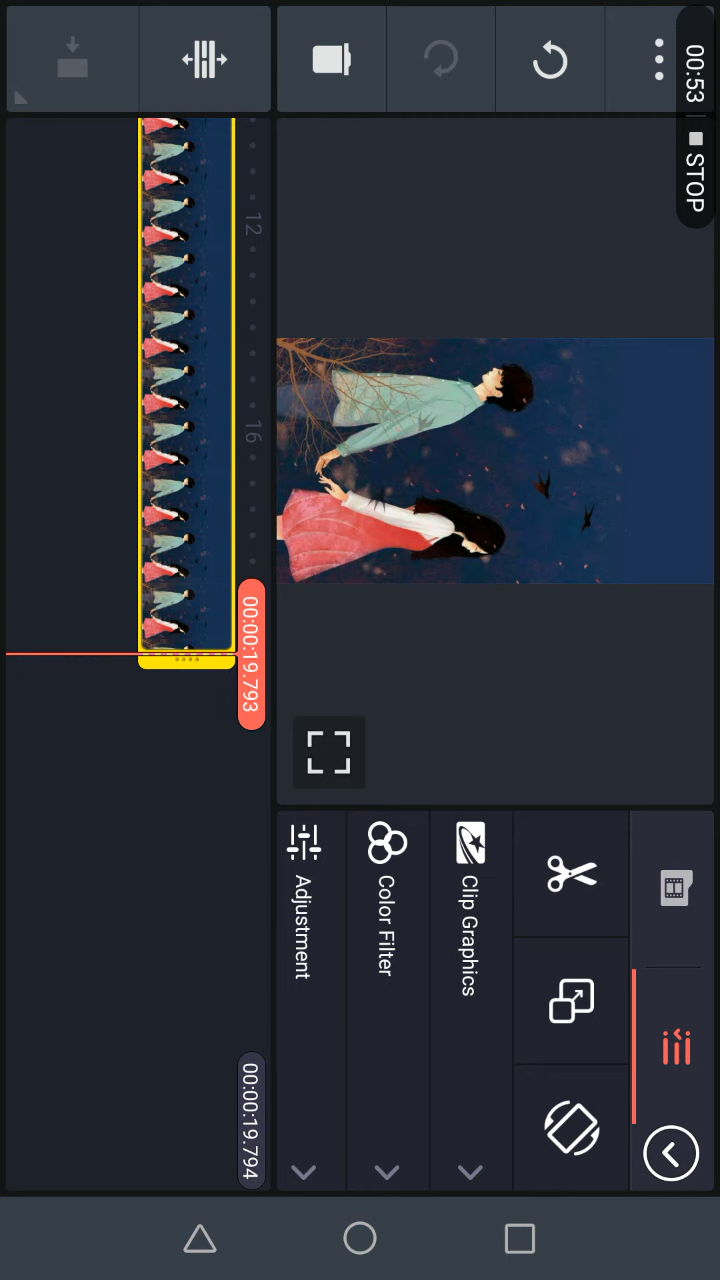 00:53
STOP
Clip Graphics
Color Filter
Adjustment
12
16
00:00:19.793
00:00:19.794